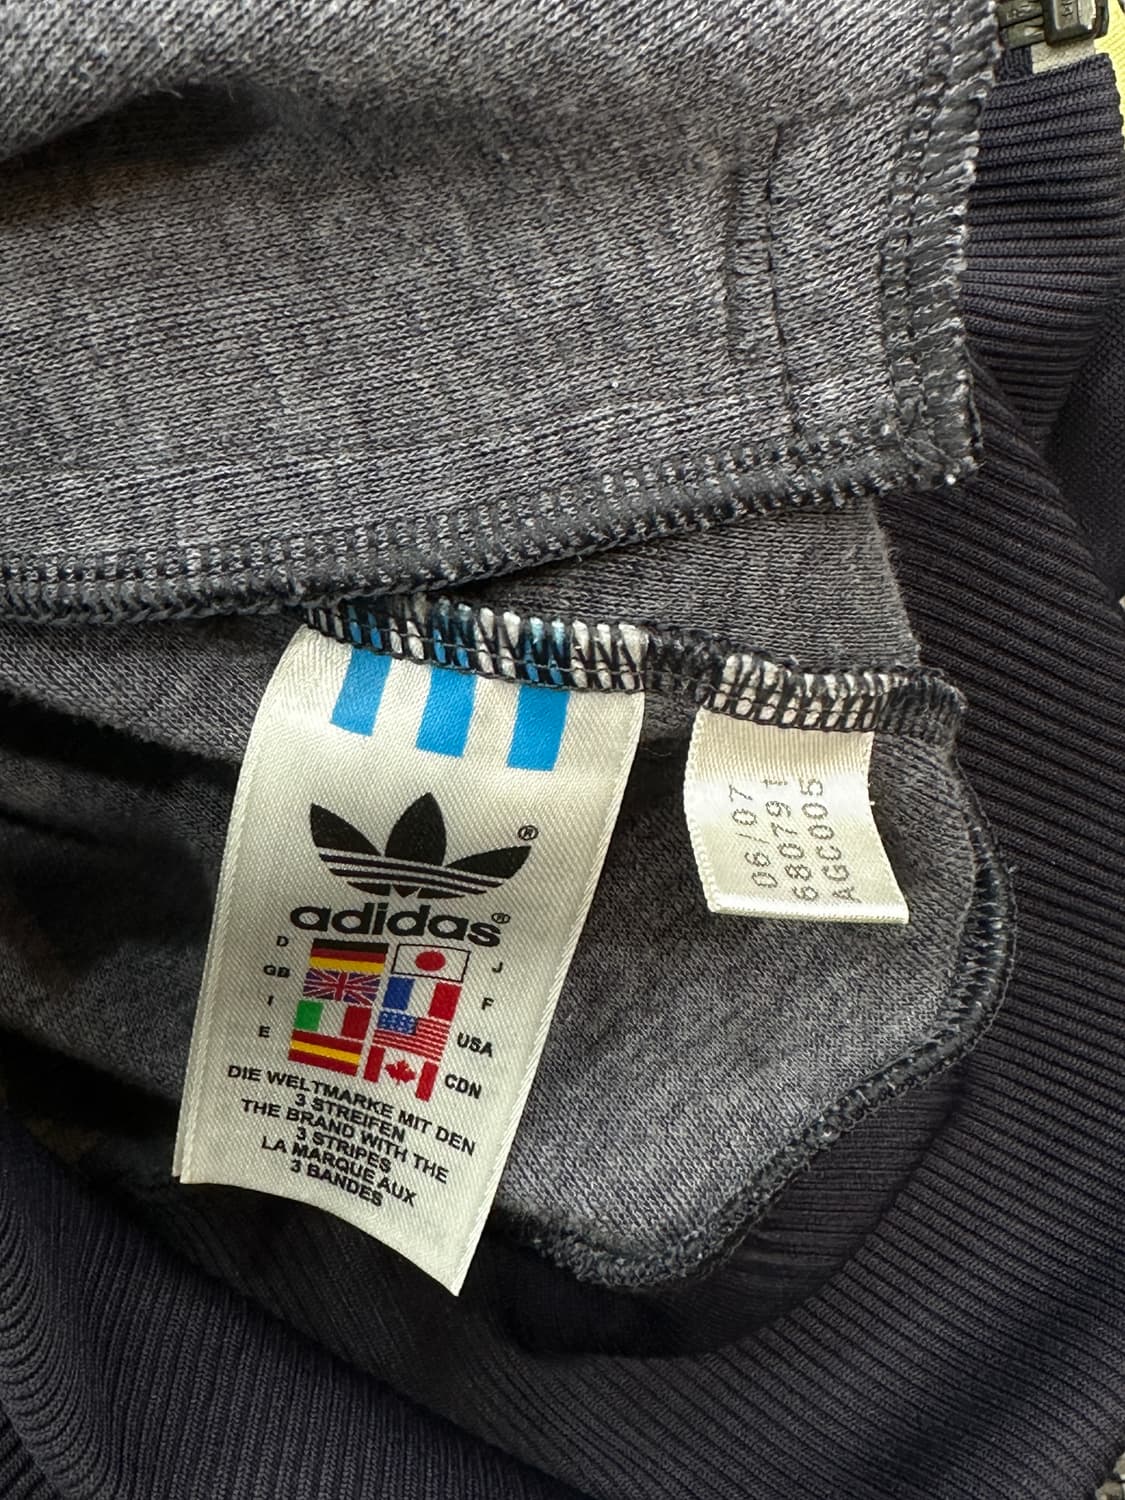 ®
adidas®
D
J
GB
F
I
USA
E
CDN
DIE WELTMARKE MIT DEN
3 STREIFEN
THE BRAND WITH THE
3 STRIPES
LA MARQUE AUX
3 BANDES
06/07
680791
AGC005